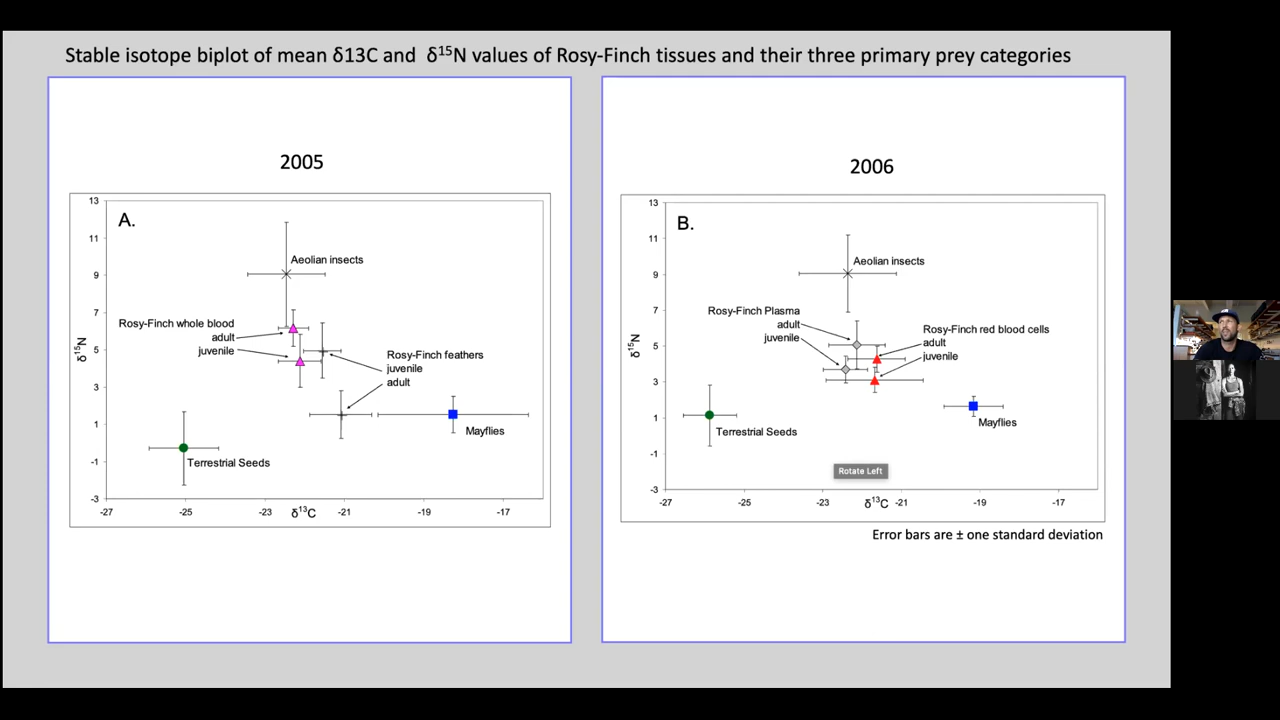 Stable isotope biplot of mean δ13C and δ15N values of Rosy-Finch tissues and their three primary prey categories
2005
A.
13
11
9
7
5
3
1
-1
-3
δ15N
Aeolian insects
Rosy-Finch whole blood
adult
juvenile
Rosy-Finch feathers
juvenile
adult
Mayflies
Terrestrial Seeds
-27
-25
-23
δ13C
-21
-19
-17
2006
B.
13
11
9
7
5
3
1
-1
-3
δ15N
Aeolian insects
Rosy-Finch Plasma
adult
juvenile
Rosy-Finch red blood cells
adult
juvenile
Mayflies
Terrestrial Seeds
Rotate Left
-27
-25
-23
δ13C
-21
-19
-17
Error bars are ± one standard deviation